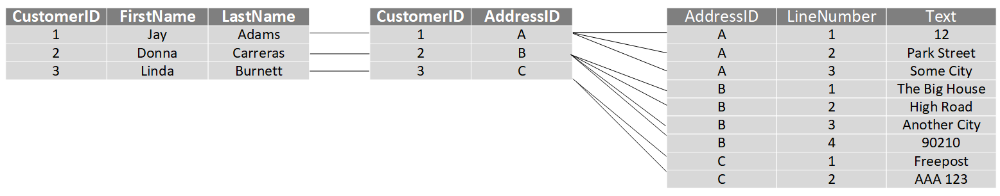 CustomerID FirstName LastName
1 Jay Adams
2 Donna Carreras
3 Linda Burnett
CustomerID AddressID
1 A
2 B
3 C
AddressID LineNumber Text
A 1 12
A 2 Park Street
A 3 Some City
B 1 The Big House
B 2 High Road
B 3 Another City
B 4 90210
C 1 Freepost
C 2 AAA 123